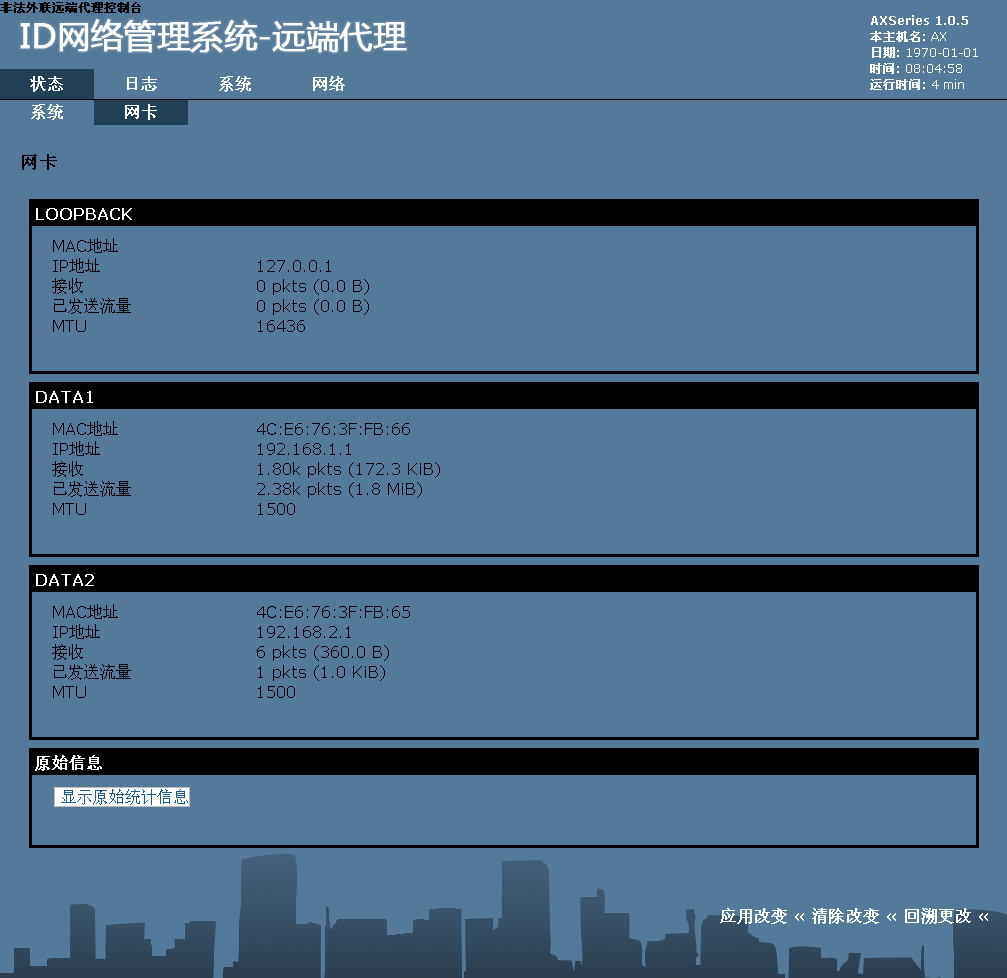 非法外联远端代理控制台
ID网络管理系统-远端代理
AXSeries 1.0.5
本主机名: AX
日期: 1970-01-01
时间: 08:04:58
运行时间: 4 min
状态 日志 系统 网络
系统 网卡
网卡
LOOPBACK
MAC地址
IP地址 127.0.0.1
接收 0 pkts (0.0 B)
已发送流量 0 pkts (0.0 B)
MTU 16436
DATA1
MAC地址 4C:E6:76:3F:FB:66
IP地址 192.168.1.1
接收 1.80k pkts (172.3 KiB)
已发送流量 2.38k pkts (1.8 MiB)
MTU 1500
DATA2
MAC地址 4C:E6:76:3F:FB:65
IP地址 192.168.2.1
接收 6 pkts (360.0 B)
已发送流量 1 pkts (1.0 KiB)
MTU 1500
原始信息
显示原始统计信息
应用改变 « 清除改变 « 回溯更改 «